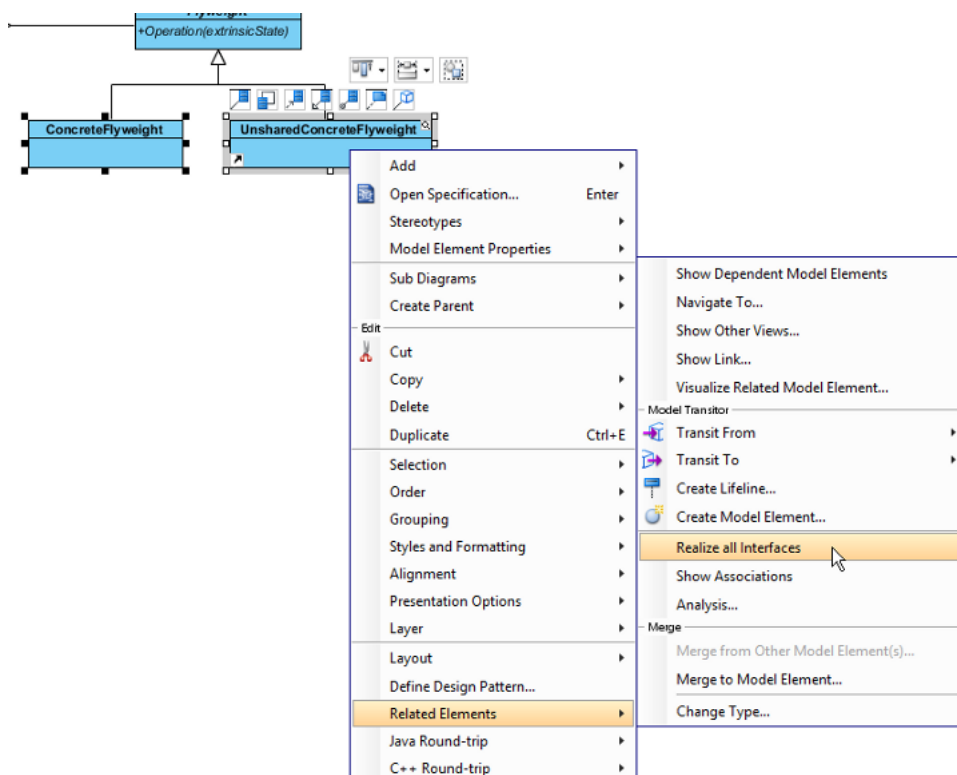 Flyweight
+Operation(extrinsicState)
ConcreteFlyweight
UnsharedConcreteFlyweight
Add
Open Specification... Enter
Stereotypes
Model Element Properties
Sub Diagrams
Create Parent
Edit
Cut
Copy
Delete
Duplicate Ctrl+E
Selection
Order
Grouping
Styles and Formatting
Alignment
Presentation Options
Layer
Layout
Define Design Pattern...
Related Elements
Java Round-trip
C++ Round-trip
Show Dependent Model Elements
Navigate To...
Show Other Views...
Show Link...
Visualize Related Model Element...
Model Transitor
Transit From
Transit To
Create Lifeline...
Create Model Element...
Realize all Interfaces
Show Associations
Analysis...
Merge
Merge from Other Model Element(s)...
Merge to Model Element...
Change Type...